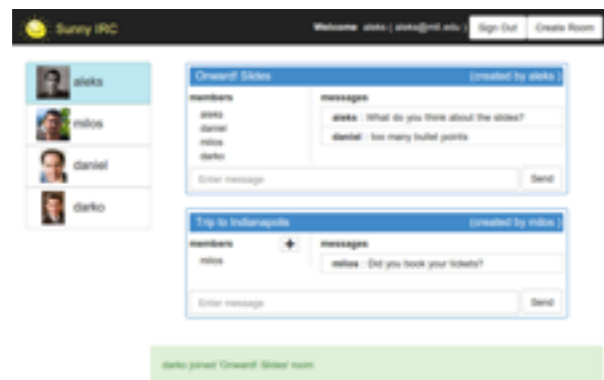 Sunny IRC
Welcome aleks ( aleks@mit.edu )
Sign Out
Create Room
aleks
milos
daniel
darko
Onward! Slides (created by aleks )
members
aleks
daniel
milos
darko
messages
aleks : What do you think about the slides?
daniel : too many bullet points
Enter message
Send
Trip to Indianapolis (created by milos )
members +
milos
messages
milos : Did you book your tickets?
Enter message
Send
darko joined 'Onward! Slides' room